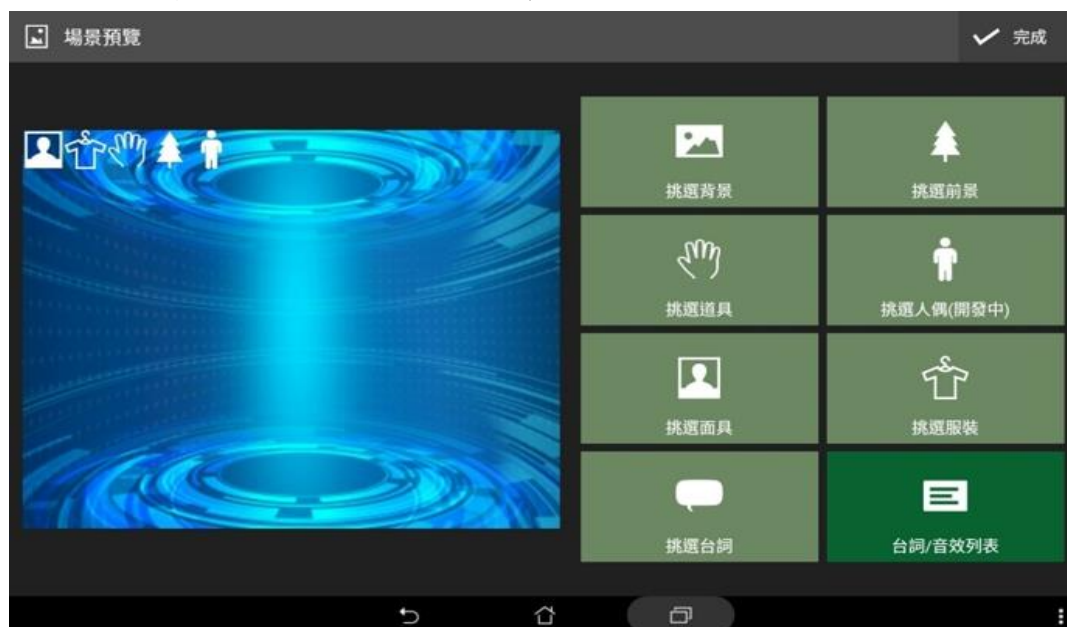 場景預覽
完成
挑選背景
挑選前景
挑選道具
挑選人偶(開發中)
挑選面具
挑選服裝
挑選台詞
台詞/音效列表